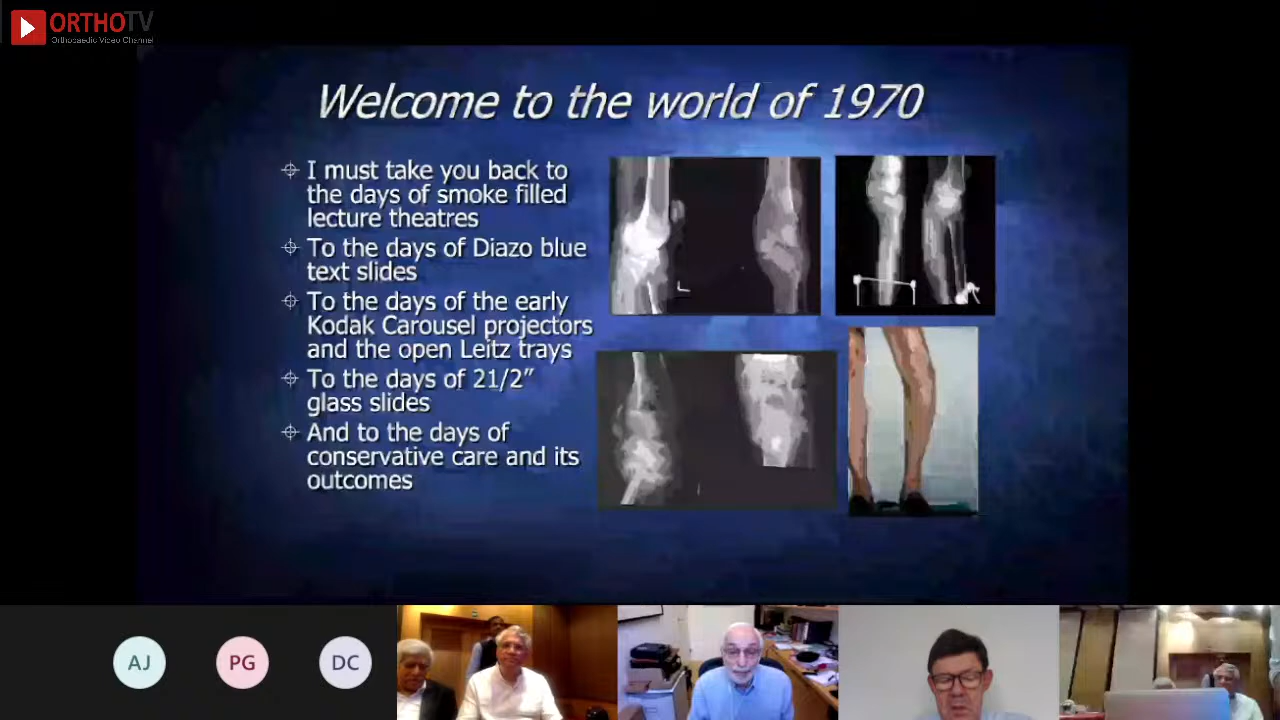 ORTHOTV
Orthopaedic Video Channel
Welcome to the world of 1970
I must take you back to
the days of smoke filled
lecture theatres
To the days of Diazo blue
text slides
To the days of the early
Kodak Carousel projectors
and the open Leitz trays
To the days of 21/2"
glass slides
And to the days of
conservative care and its
outcomes
L
AJ
PG
DC